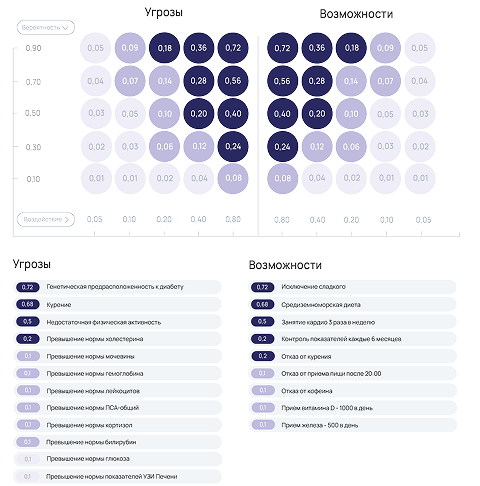 Угрозы
Возможности
Вероятность
0.90 0,05 0,09 0,18 0,36 0,72 0,72 0,36 0,18 0,09 0,05
0.70 0,04 0,07 0,14 0,28 0,56 0,56 0,28 0,14 0,07 0,04
0.50 0,03 0,05 0,10 0,20 0,40 0,40 0,20 0,10 0,05 0,03
0.30 0,02 0,03 0,06 0,12 0,24 0,24 0,12 0,06 0,03 0,02
0.10 0,01 0,01 0,02 0,04 0,08 0,08 0,04 0,02 0,01 0,01
Воздействие 0,05 0,10 0,20 0,40 0,80 0,80 0,40 0,20 0,10 0,05
Угрозы
0,72 Генетическая предрасположенность к диабету
0,68 Курение
0,5 Недостаточная физическая активность
0,2 Превышение нормы холестерина
0,1 Превышение нормы мочевины
0,1 Превышение нормы гемоглобина
0,1 Превышение нормы лейкоцитов
0,1 Превышение нормы ПСА-общий
0,1 Превышение нормы кортизол
0,1 Превышение нормы билирубин
0,1 Превышение нормы глюкоза
0,1 Превышение нормы показателей УЗИ Печени
Возможности
0,72 Исключение сладкого
0,68 Средиземноморская диета
0,5 Занятие кардио 3 раза в неделю
0,2 Контроль показателей каждые 6 месяцев
0,2 Отказ от курения
0,1 Отказ от приема пищи после 20:00
0,1 Отказ от кофеина
0,1 Прием витамина D - 1000 в день
0,1 Прием железа - 500 в день